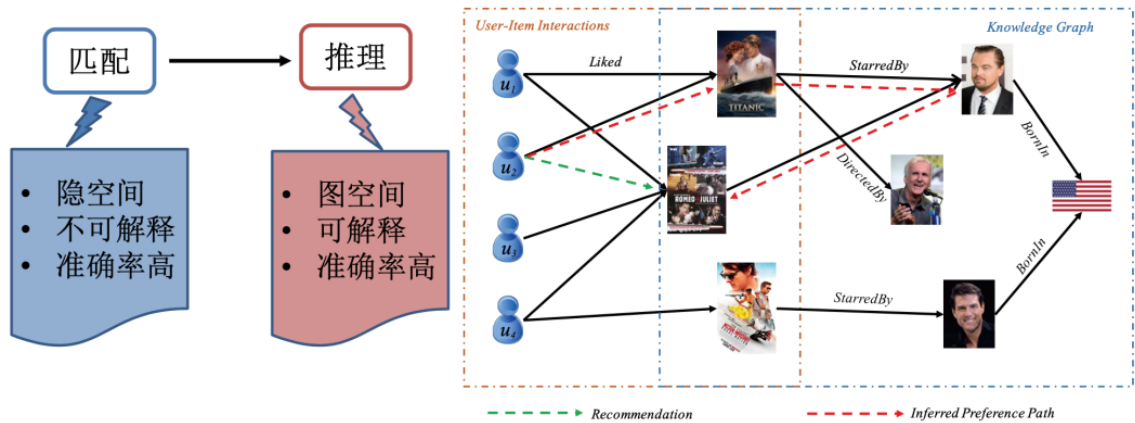 匹配
推理
• 隐空间
• 不可解释
• 准确率高
• 图空间
• 可解释
• 准确率高
User-Item Interactions
Knowledge Graph
u1
u2
u3
u4
Liked
TITANIC
ROMEO JULIET
StarredBy
DirectedBy
StarredBy
BornIn
BornIn
Recommendation
Inferred Preference Path